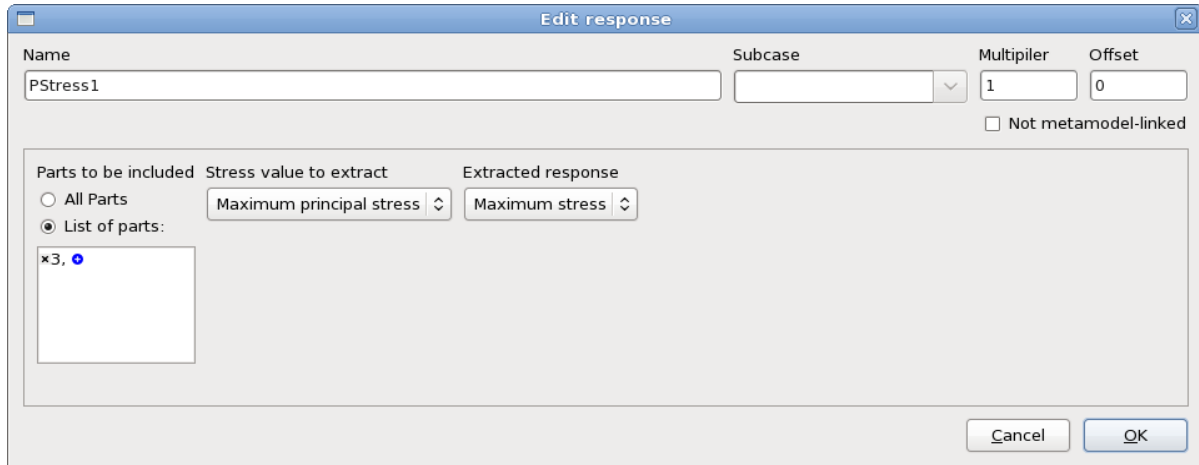 Edit response
Name
Subcase
Multipiler
Offset
PStress1
1
0
Not metamodel-linked
Parts to be included
Stress value to extract
Extracted response
All Parts
Maximum principal stress
Maximum stress
List of parts:
×3,
Cancel
OK